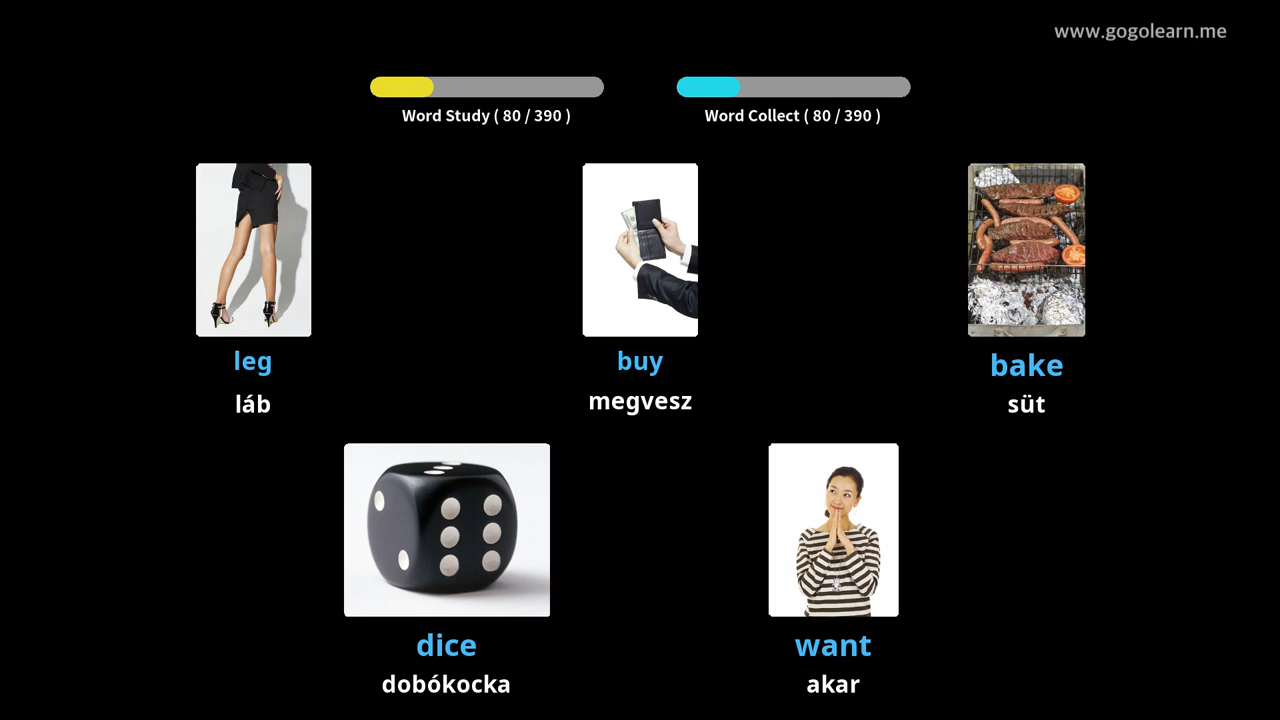 www.gogolearn.me
Word Study ( 80 / 390 )
Word Collect ( 80 / 390 )
leg
láb
buy
megvesz
bake
süt
dice
dobókocka
want
akar